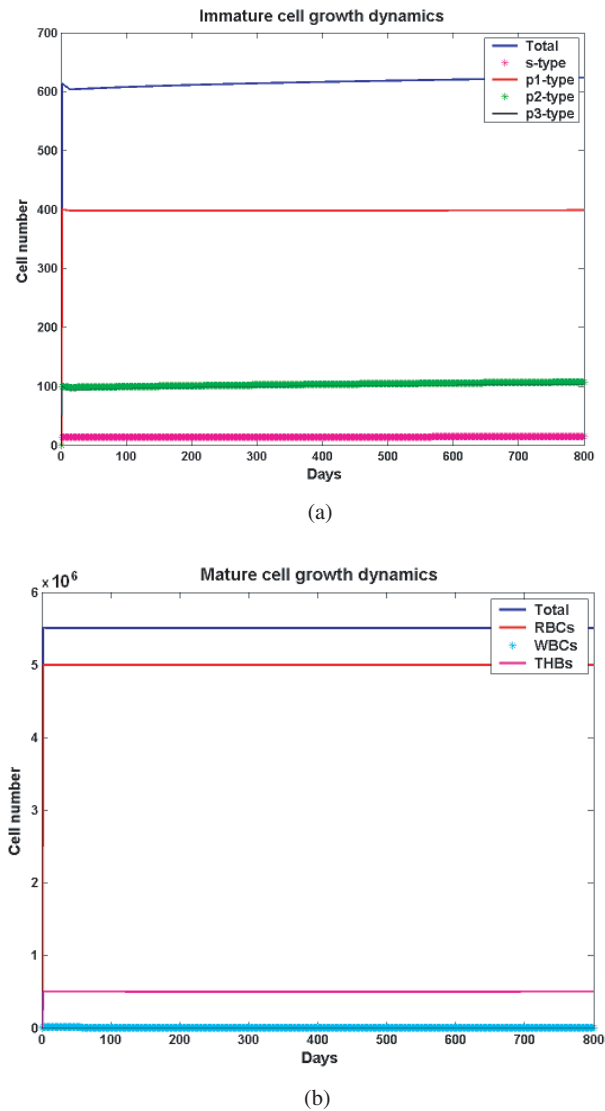 Immature cell growth dynamics
700
600
500
400
300
200
100
0
Cell number
Total
s-type
p1-type
p2-type
p3-type
0 100 200 300 400 500 600 700 800
Days
(a)
Mature cell growth dynamics
× 10 6
6
5
4
3
2
1
0
Cell number
Total
RBCs
WBCs
THBs
0 100 200 300 400 500 600 700 800
Days
(b)